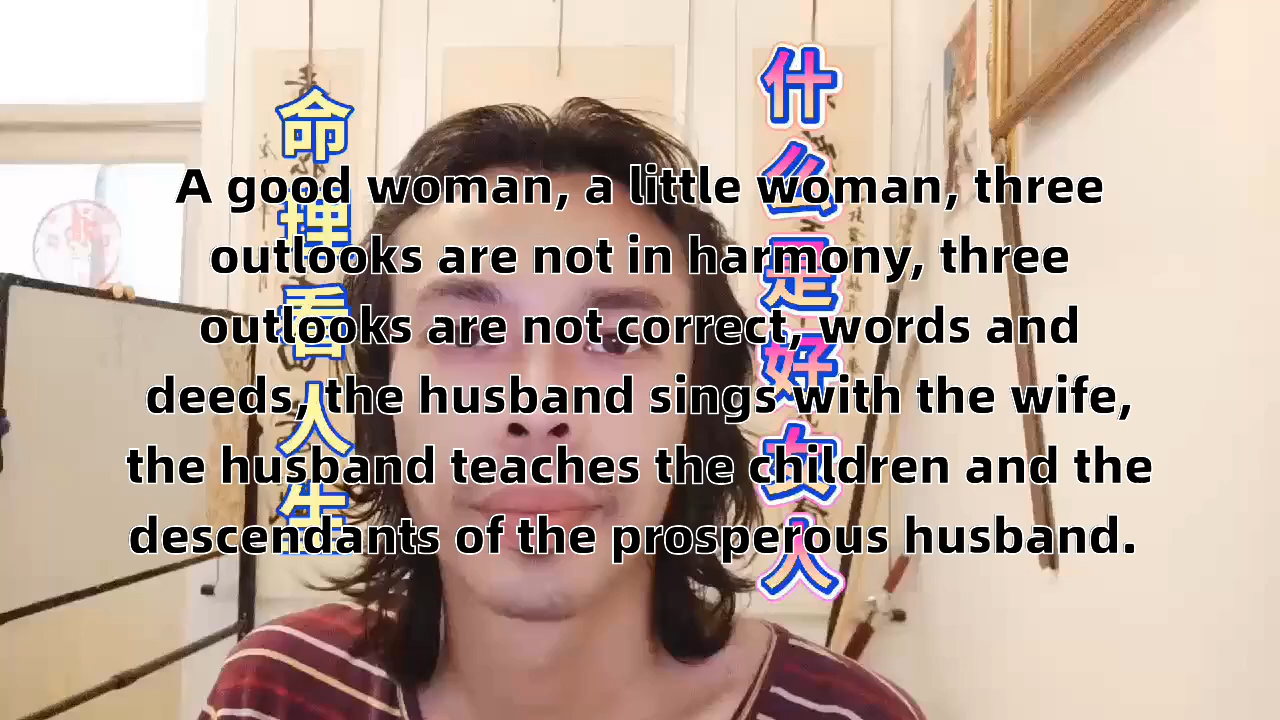 命理看人生
什么是好女人
A good woman, a little woman, three
outlooks are not in harmony, three
outlooks are not correct, words and
deeds, the husband sings with the wife,
the husband teaches the children and the
descendants of the prosperous husband.